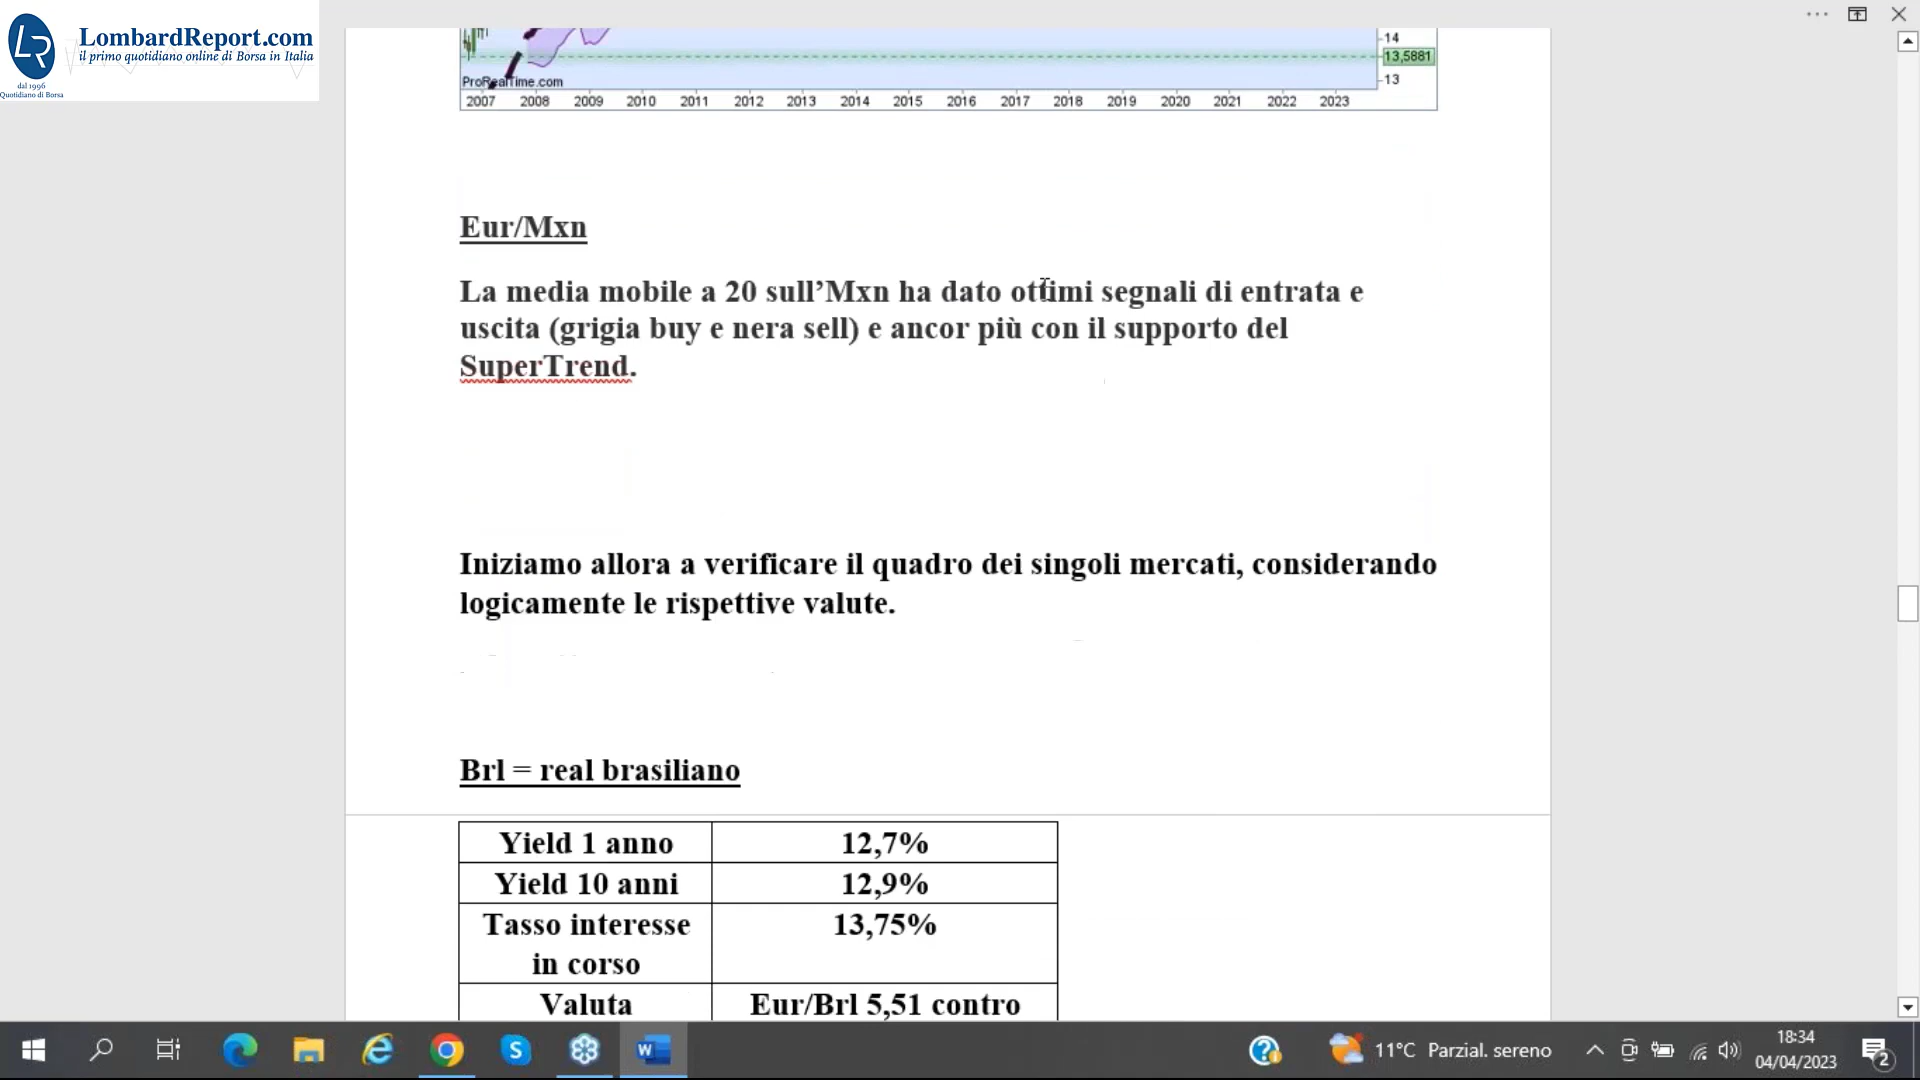 LombardReport.com
il primo quotidiano online di Borsa in Italia
LR
dal 1996
Quotidiano di Borsa
14
13,5881
13
ProRealTime.com
2007 2008 2009 2010 2011 2012 2013 2014 2015 2016 2017 2018 2019 2020 2021 2022 2023
Eur/Mxn
La media mobile a 20 sull’Mxn ha dato ottimi segnali di entrata e
uscita (grigia buy e nera sell) e ancor più con il supporto del
SuperTrend.
Iniziamo allora a verificare il quadro dei singoli mercati, considerando
logicamente le rispettive valute.
Brl = real brasiliano
Yield 1 anno 12,7%
Yield 10 anni 12,9%
Tasso interesse 13,75%
in corso
Valuta Eur/Brl 5,51 contro
11°C Parzial. sereno
18:34
04/04/2023
2